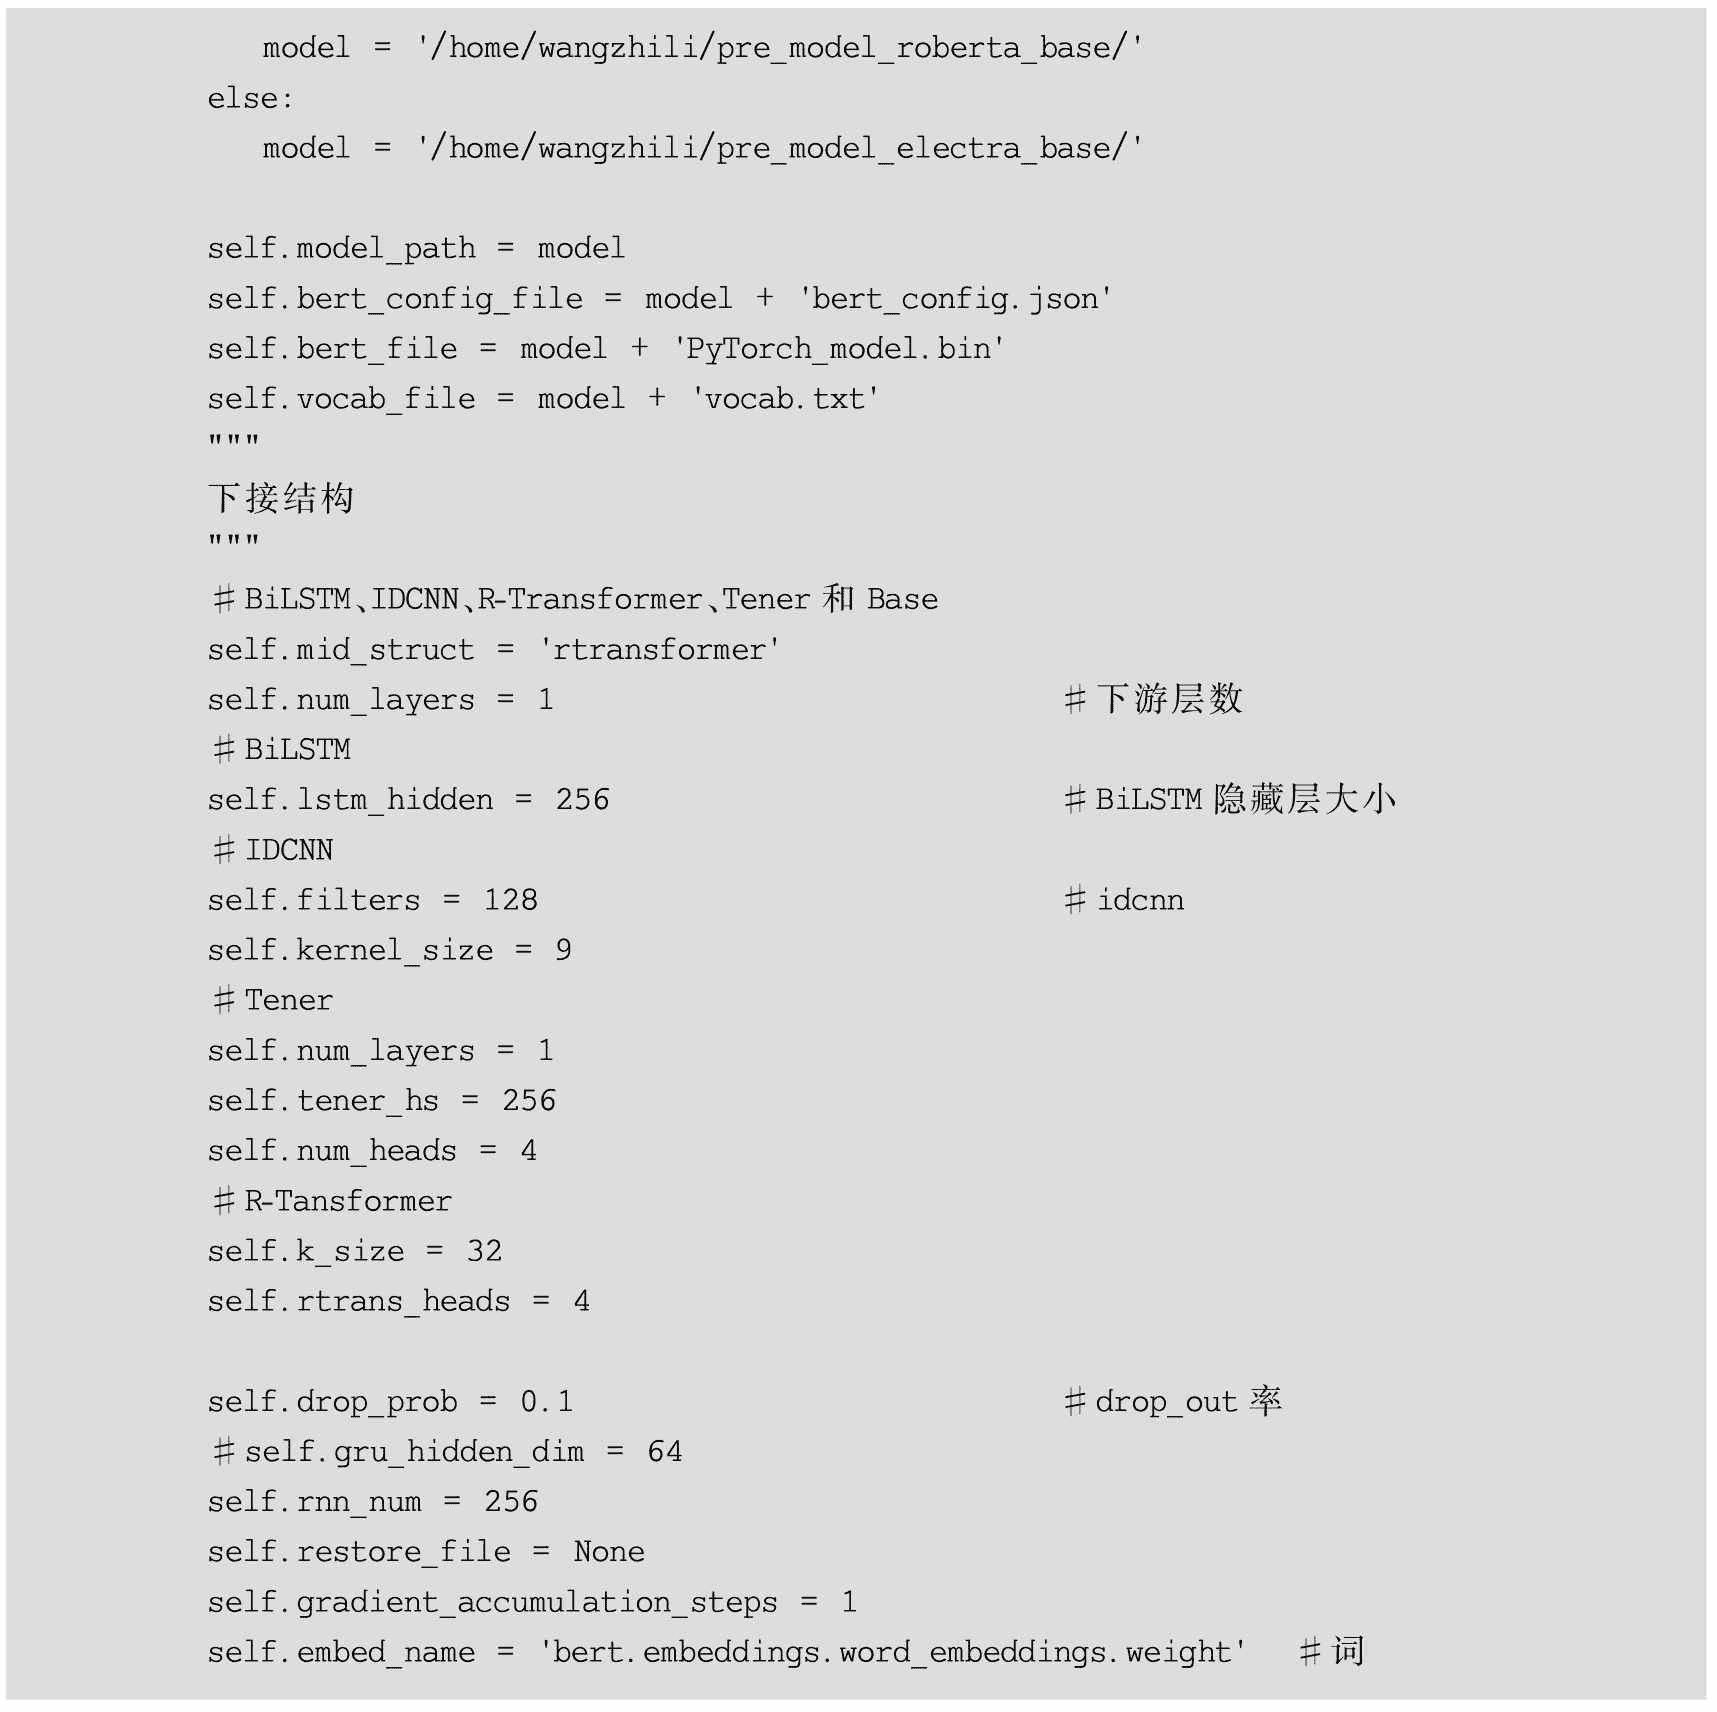 model = '/home/wangzhili/pre_model_roberta_base/'
else:
model = '/home/wangzhili/pre_model_electra_base/'
self.model_path = model
self.bert_config_file = model + 'bert_config.json'
self.bert_file = model + 'PyTorch_model.bin'
self.vocab_file = model + 'vocab.txt'
"""
下接结构
"""
#BiLSTM、IDCNN、R-Transformer、Tener 和 Base
self.mid_struct = 'rtransformer'
self.num_layers = 1 #下游层数
#BiLSTM
self.lstm_hidden = 256 #BiLSTM 隐藏层大小
#IDCNN
self.filters = 128 #idcnn
self.kernel_size = 9
#Tener
self.num_layers = 1
self.tener_hs = 256
self.num_heads = 4
#R-Tansformer
self.k_size = 32
self.rtrans_heads = 4
self.drop_prob = 0.1 #drop_out 率
#self.gru_hidden_dim = 64
self.rnn_num = 256
self.restore_file = None
self.gradient_accumulation_steps = 1
self.embed_name = 'bert.embeddings.word_embeddings.weight' #词